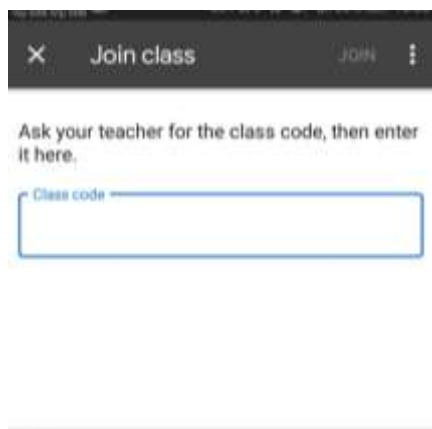 Join class JOIN
Ask your teacher for the class code, then enter
it here.
Class code